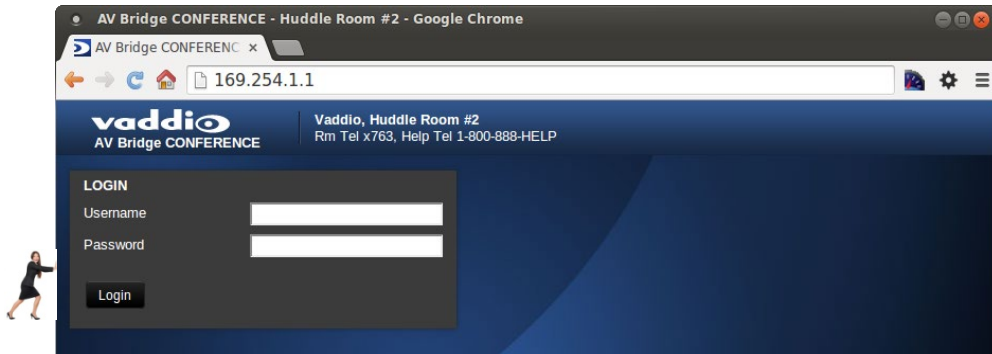 AV Bridge CONFERENCE - Huddle Room #2 - Google Chrome
AV Bridge CONFERENC
169.254.1.1
vaddio
AV Bridge CONFERENCE
Vaddio, Huddle Room #2
Rm Tel x763, Help Tel 1-800-888-HELP
LOGIN
Username
Password
Login